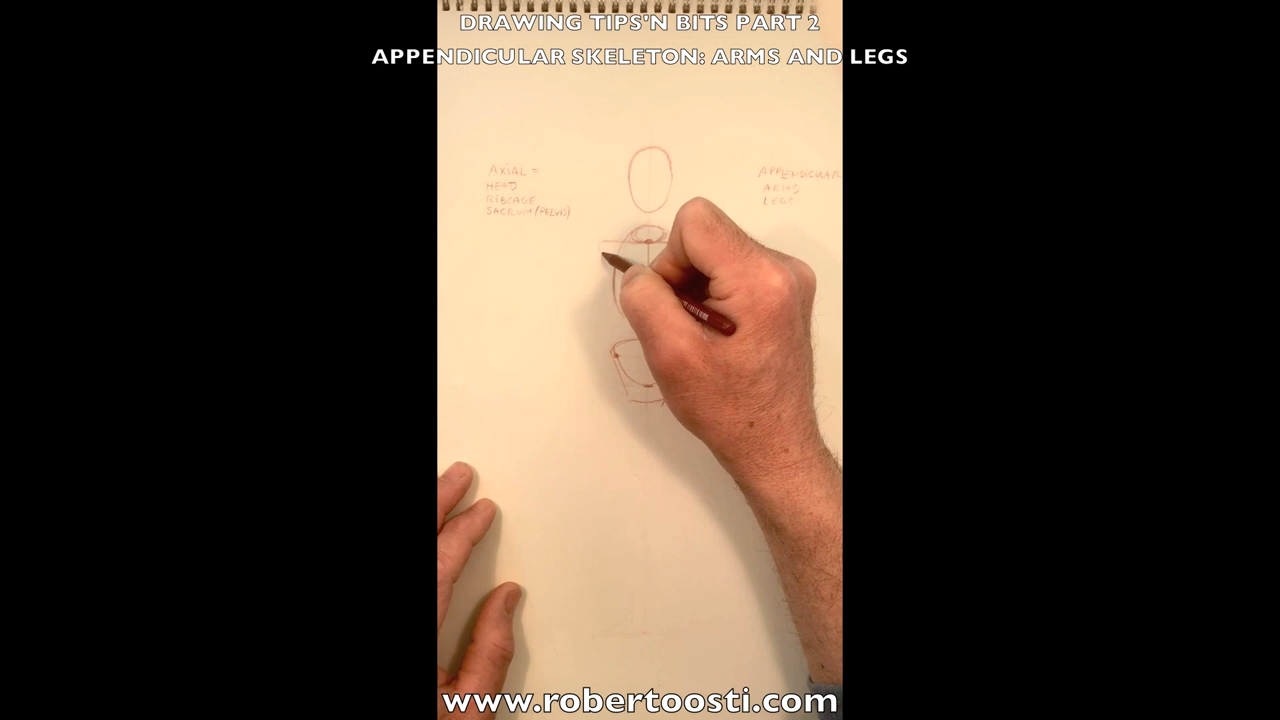 DRAWING TIPS'N BITS PART 2
APPENDICULAR SKELETON: ARMS AND LEGS
AXIAL =
HEAD
RIBCAGE
SACRUM (PELVIS)
APPENDICULAR
ARMS
LEGS
www.robertoosti.com